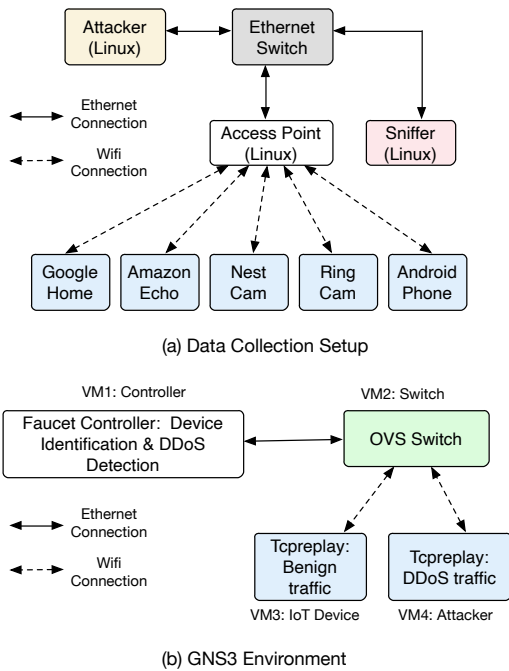 Attacker
(Linux)
Ethernet
Switch
Ethernet
Connection
Wifi
Connection
Access Point
(Linux)
Sniffer
(Linux)
Google
Home
Amazon
Echo
Nest
Cam
Ring
Cam
Android
Phone
(a) Data Collection Setup
VM1: Controller
VM2: Switch
Faucet Controller: Device
Identification & DDoS
Detection
OVS Switch
Ethernet
Connection
Wifi
Connection
Tcpreplay:
Benign
traffic
Tcpreplay:
DDoS traffic
VM3: IoT Device
VM4: Attacker
(b) GNS3 Environment